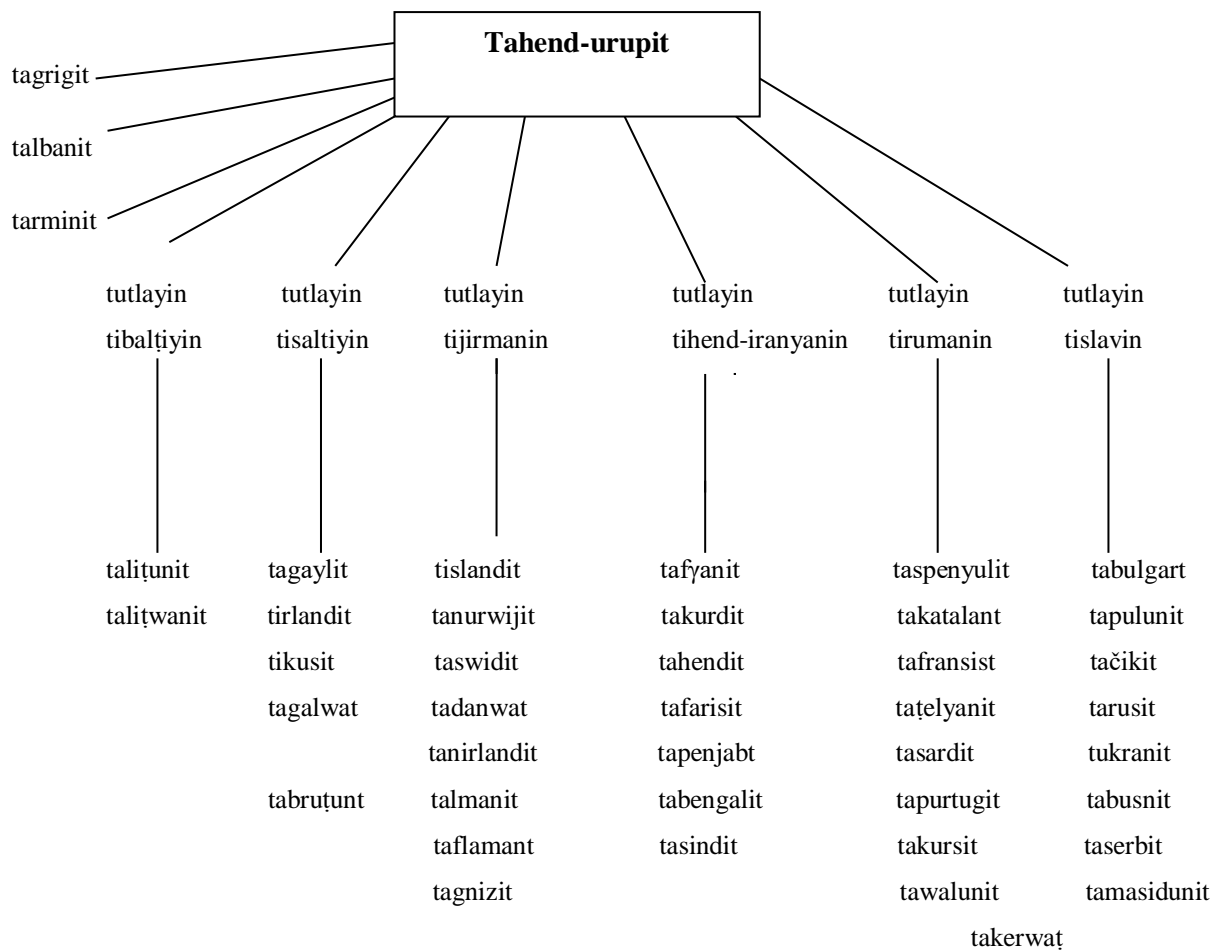 Tahend-urupit
tagrigit
talbanit
tarminit
tutlayin
tibalṭiyin
taliṭunit
taliṭwanit
tutlayin
tisaltiyin
tagaylit
tirlandit
tikusit
tagalwat
tabruṭunt
tutlayin
tijirmanin
tislandit
tanurwijit
taswidit
tadanwat
tanirlandit
talmanit
taflamant
tagnizit
tutlayin
tihend-iranyanin
tafγanit
takurdit
tahendit
tafarisit
tapenjabt
tabengalit
tasindit
tutlayin
tirumanin
taspenyulit
takatalant
tafransist
taṭelyanit
tasardit
tapurtugit
takursit
tawalunit
tutlayin
tislavin
tabulgart
tapulunit
tačikit
tarusit
tukranit
tabusnit
taserbit
tamasidunit
takerwaṭ